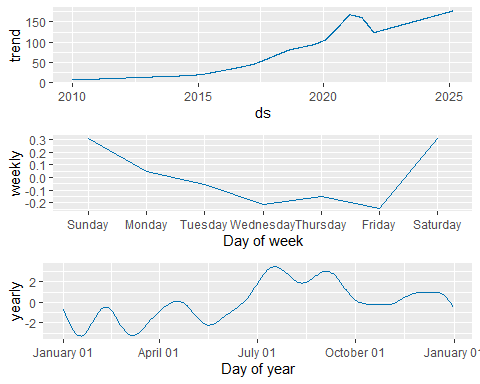 trend
150
100
50
0
2010 2015 2020 2025
ds
weekly
0.3
0.2
0.1
0.0
-0.1
-0.2
Sunday Monday Tuesday Wednesday Thursday Friday Saturday
Day of week
yearly
2
0
-2
January 01 April 01 July 01 October 01 January 01
Day of year